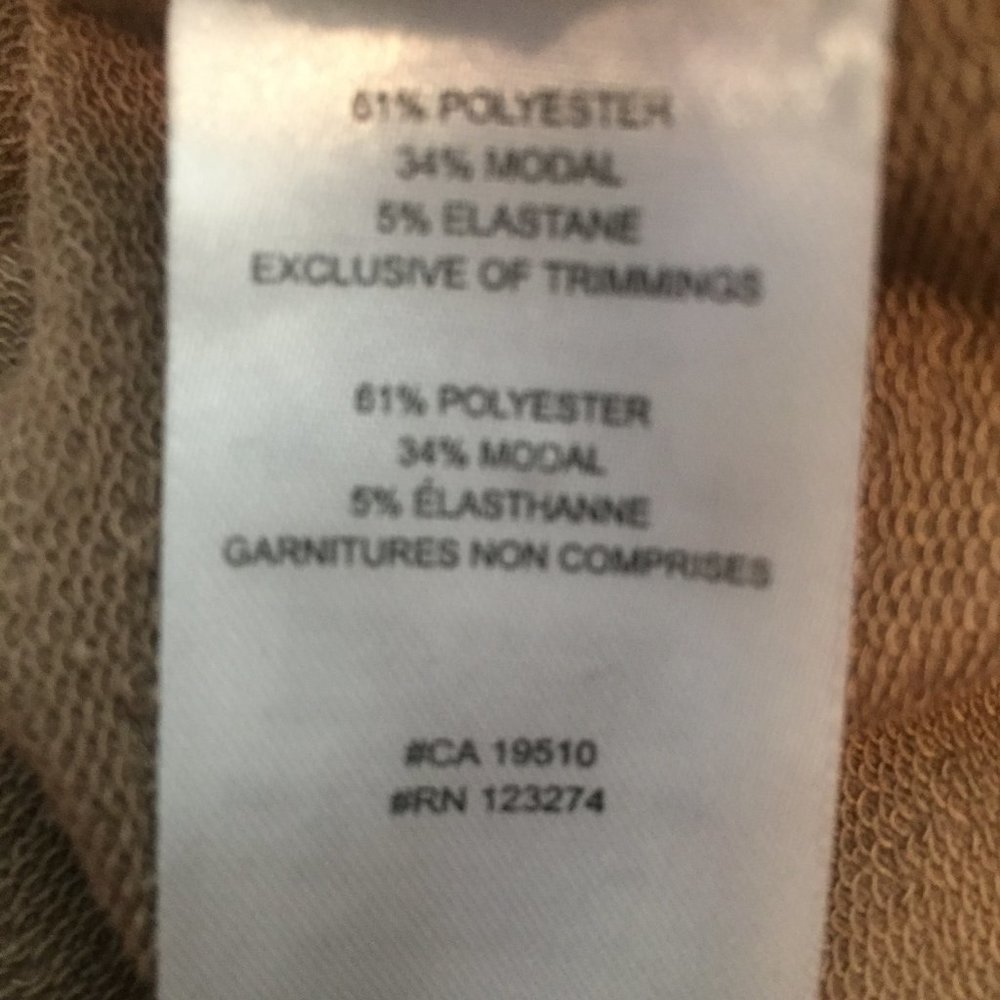 61% POLYESTER
34% MODAL
5% ELASTANE
EXCLUSIVE OF TRIMMINGS
61% POLYESTER
34% MODAL
5% ÉLASTHANNE
GARNITURES NON COMPRISES
#CA 19510
#RN 123274